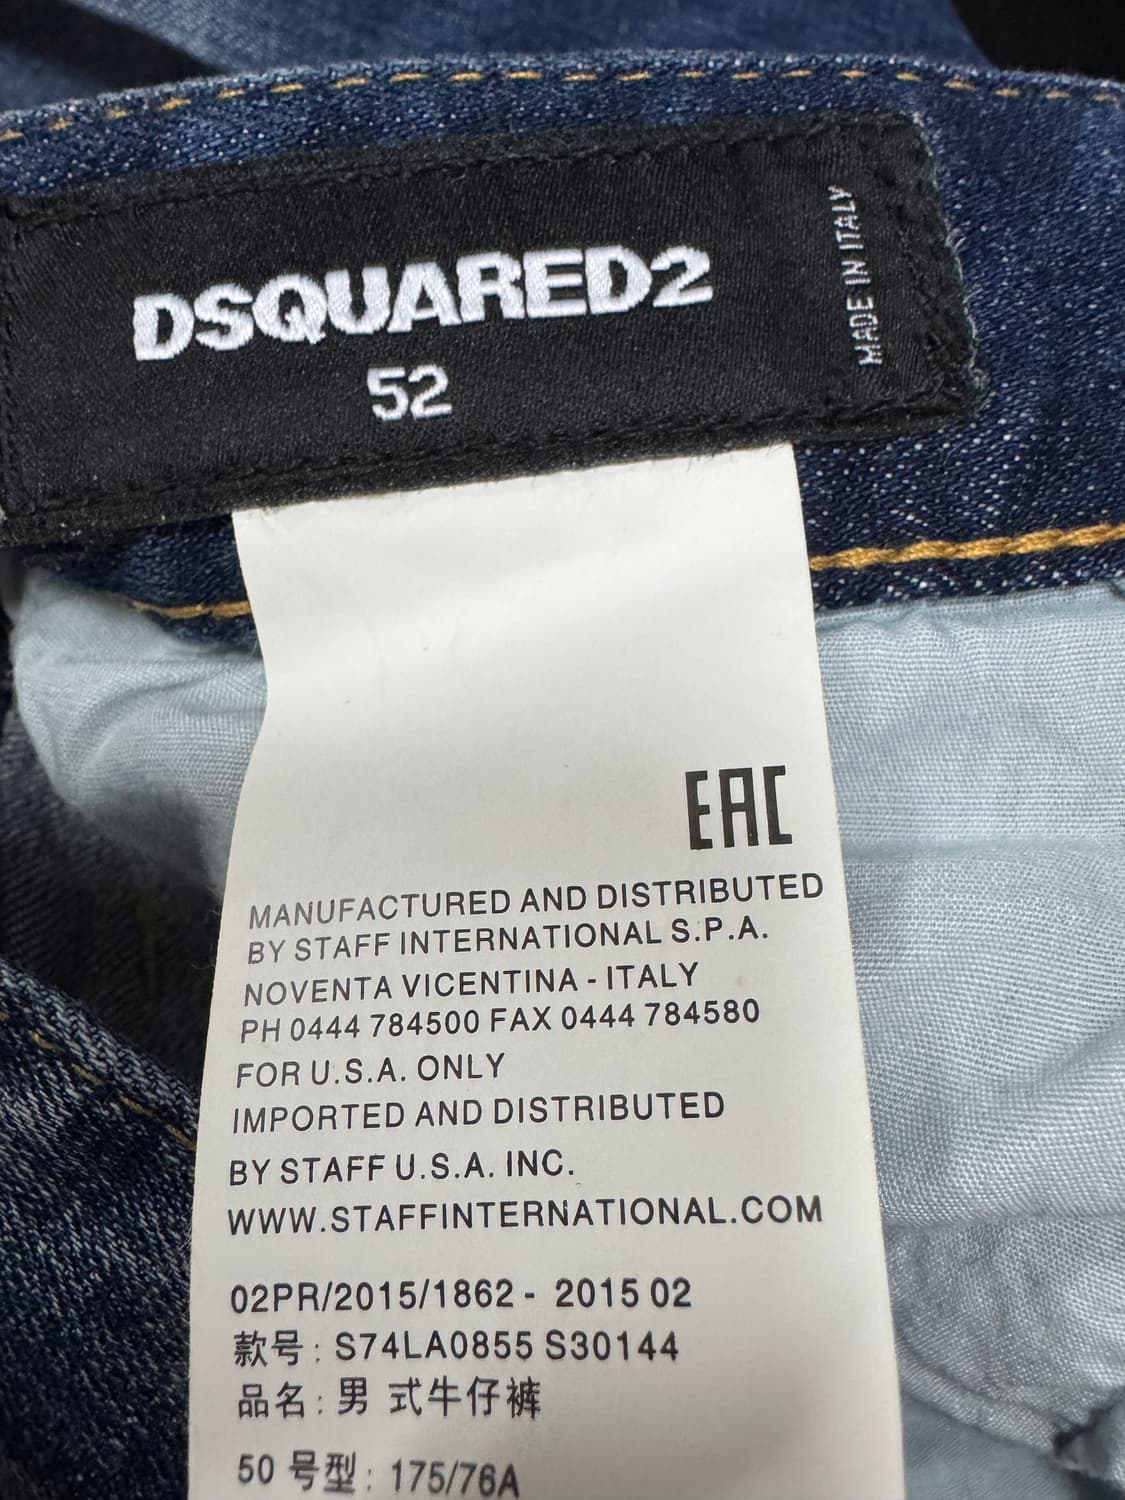 DSQUARED2
52
MADE IN ITALY
EAC
MANUFACTURED AND DISTRIBUTED
BY STAFF INTERNATIONAL S.P.A.
NOVENTA VICENTINA - ITALY
PH 0444 784500 FAX 0444 784580
FOR U.S.A. ONLY
IMPORTED AND DISTRIBUTED
BY STAFF U.S.A. INC.
WWW.STAFFINTERNATIONAL.COM
02PR/2015/1862 - 2015 02
款号: S74LA0855 S30144
品名: 男 式牛仔裤
50 号型: 175/76A